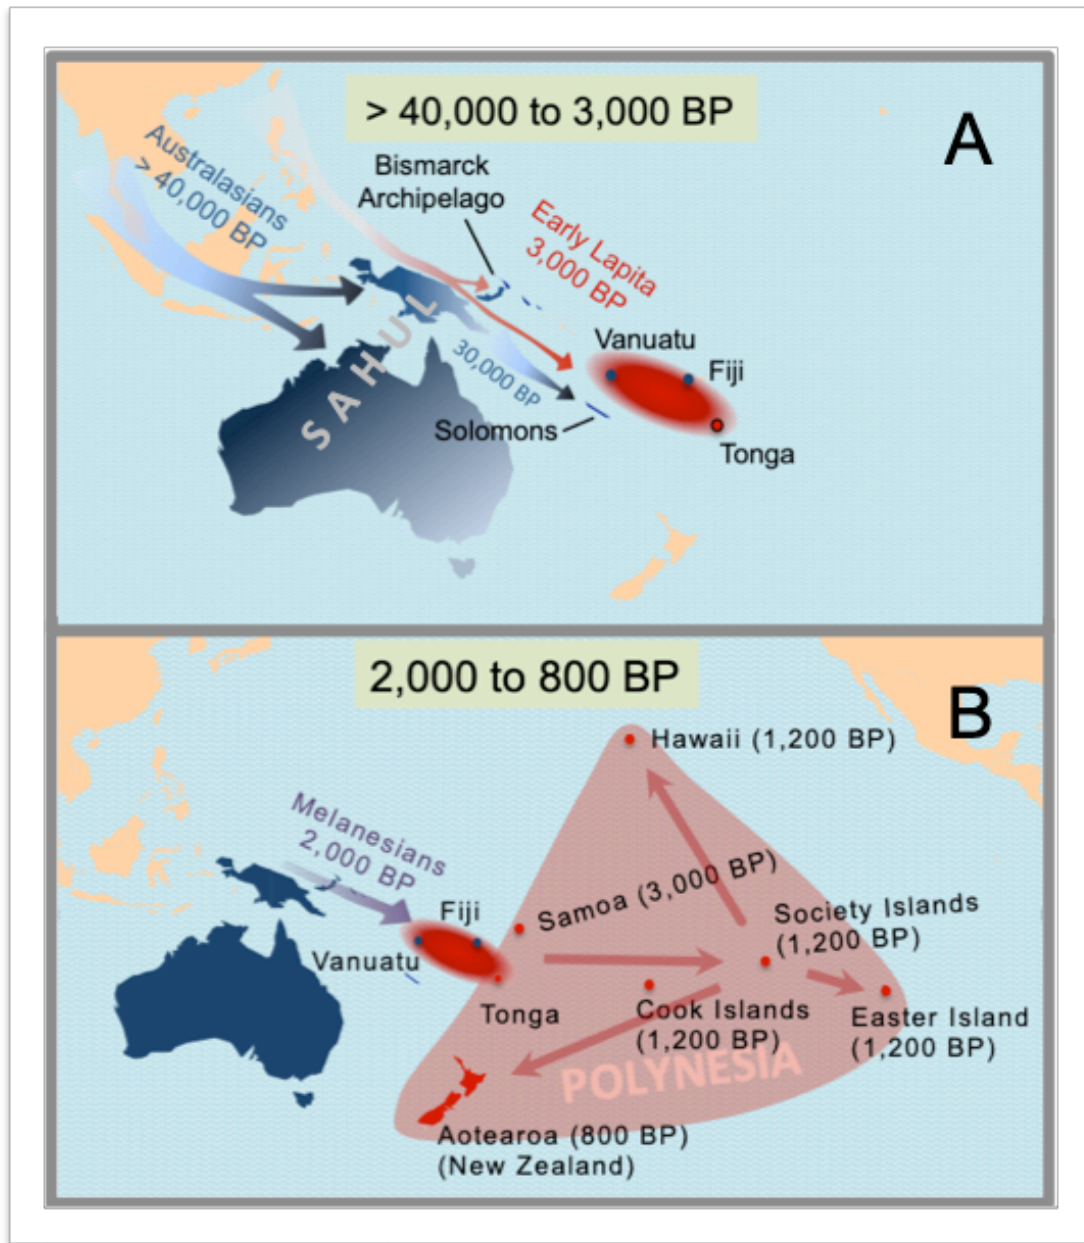 > 40,000 to 3,000 BP
A
Australasians
> 40,000 BP
Bismarck
Archipelago
Early Lapita
3,000 BP
SAHUL
30,000 BP
Vanuatu
Fiji
Solomons
Tonga
2,000 to 800 BP
B
Hawaii (1,200 BP)
Melanesians
2,000 BP
Samoa (3,000 BP)
Fiji
Society Islands
(1,200 BP)
Vanuatu
Tonga
Cook Islands
(1,200 BP)
Easter Island
(1,200 BP)
POLYNESIA
Aotearoa (800 BP)
(New Zealand)